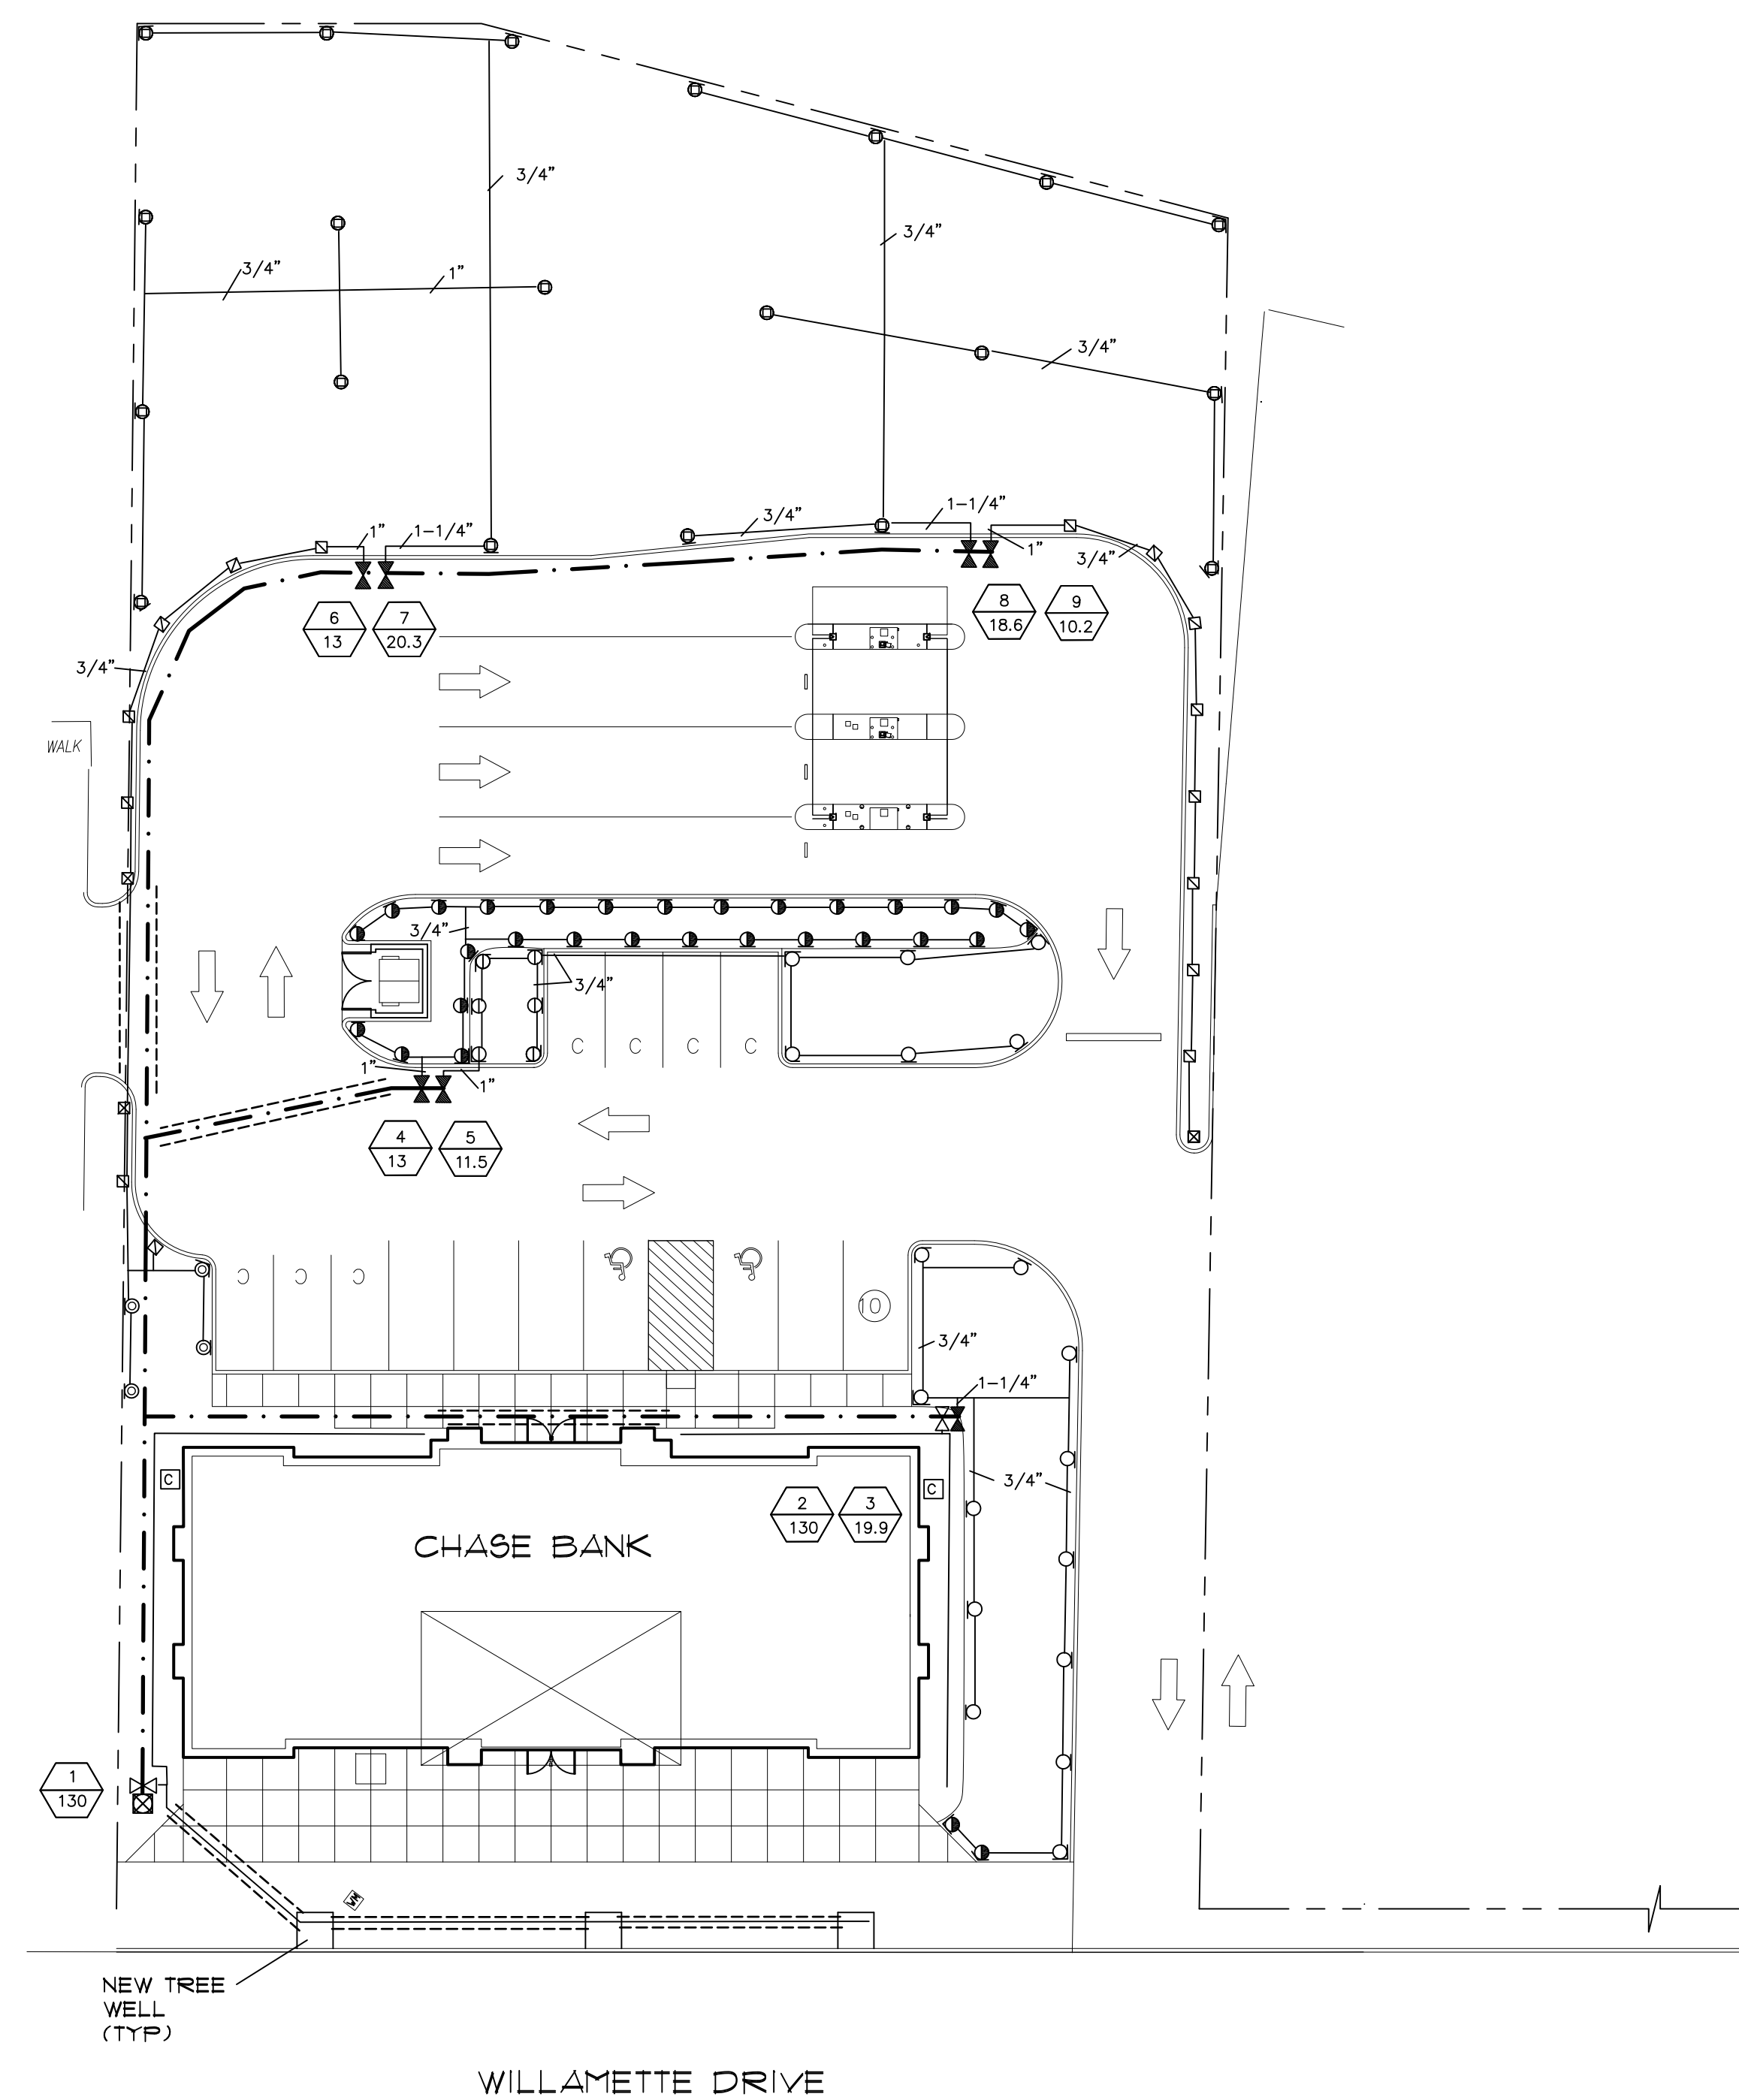 3/4"
3/4"
3/4"
1"
3/4"
1"
1-1/4"
3/4"
1-1/4"
1"
3/4"
6
13
7
20.3
8
18.6
9
10.2
3/4"
WALK
3/4"
3/4"
C
C
C
C
1"
1"
4
13
5
11.5
C
C
C
10
3/4"
1-1/4"
C
C
3/4"
2
130
3
19.9
CHASE BANK
1
130
WM
NEW TREE
WELL
(TYP)
WILLAMETTE DRIVE